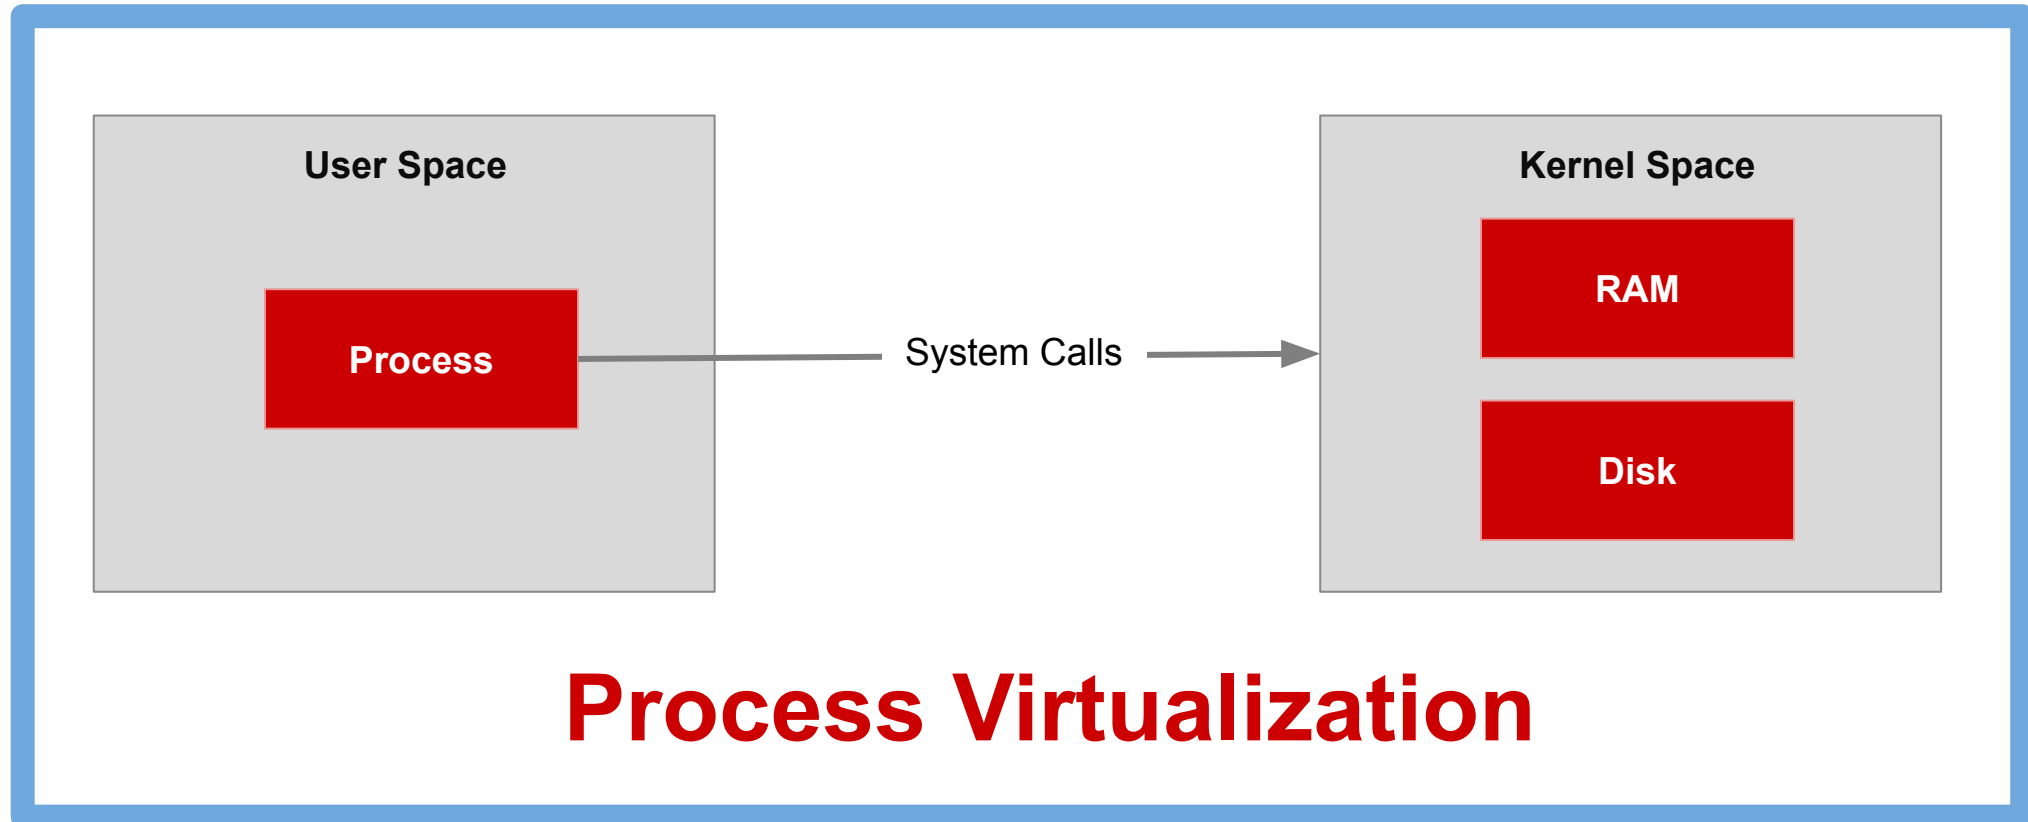 User Space
Process
System Calls
Kernel Space
RAM
Disk
Process Virtualization